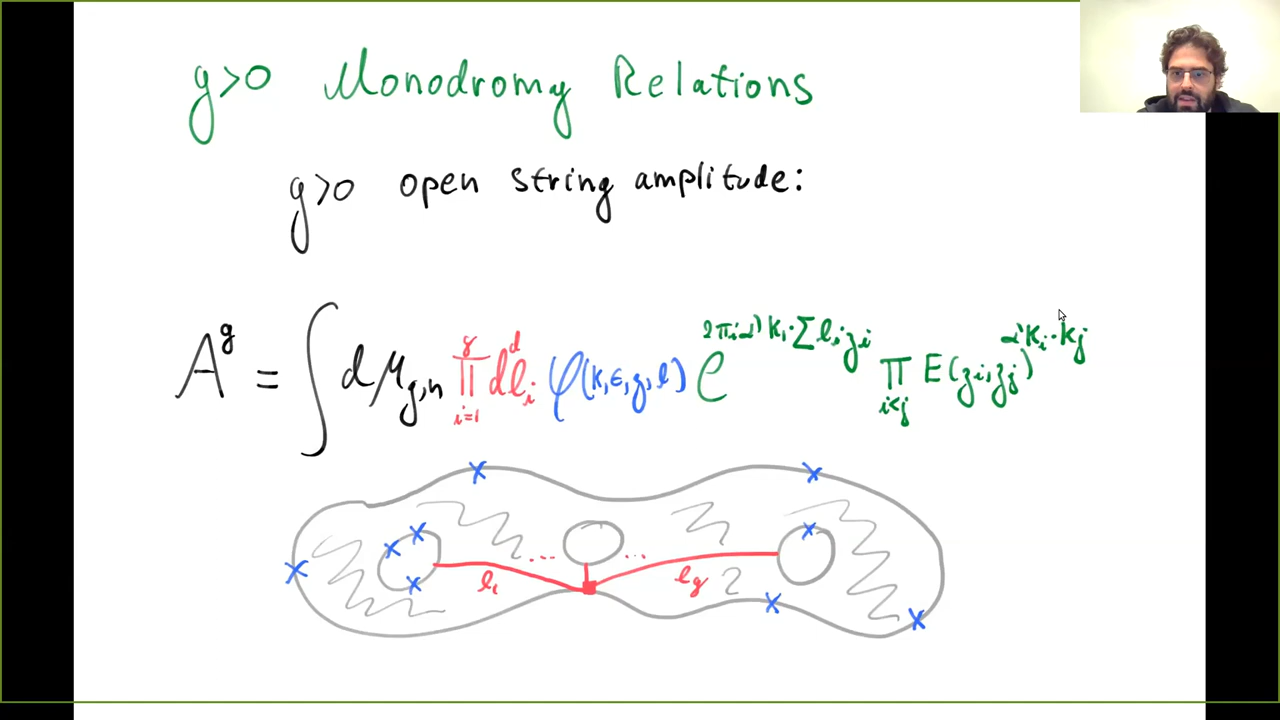 g>0 Monodromy Relations
g>0 open string amplitude:
A^g = ∫ dμ_{g,n} ∏_{i=1}^{g} dℓ_i^d φ(k,ϵ,z,ℓ) e^{2πiα' k_i·∑ℓ_i z_i} ∏_{i<j} E(z_i,z_j)^{α'k_i·k_j}
ℓ_1 ... ... ℓ_g